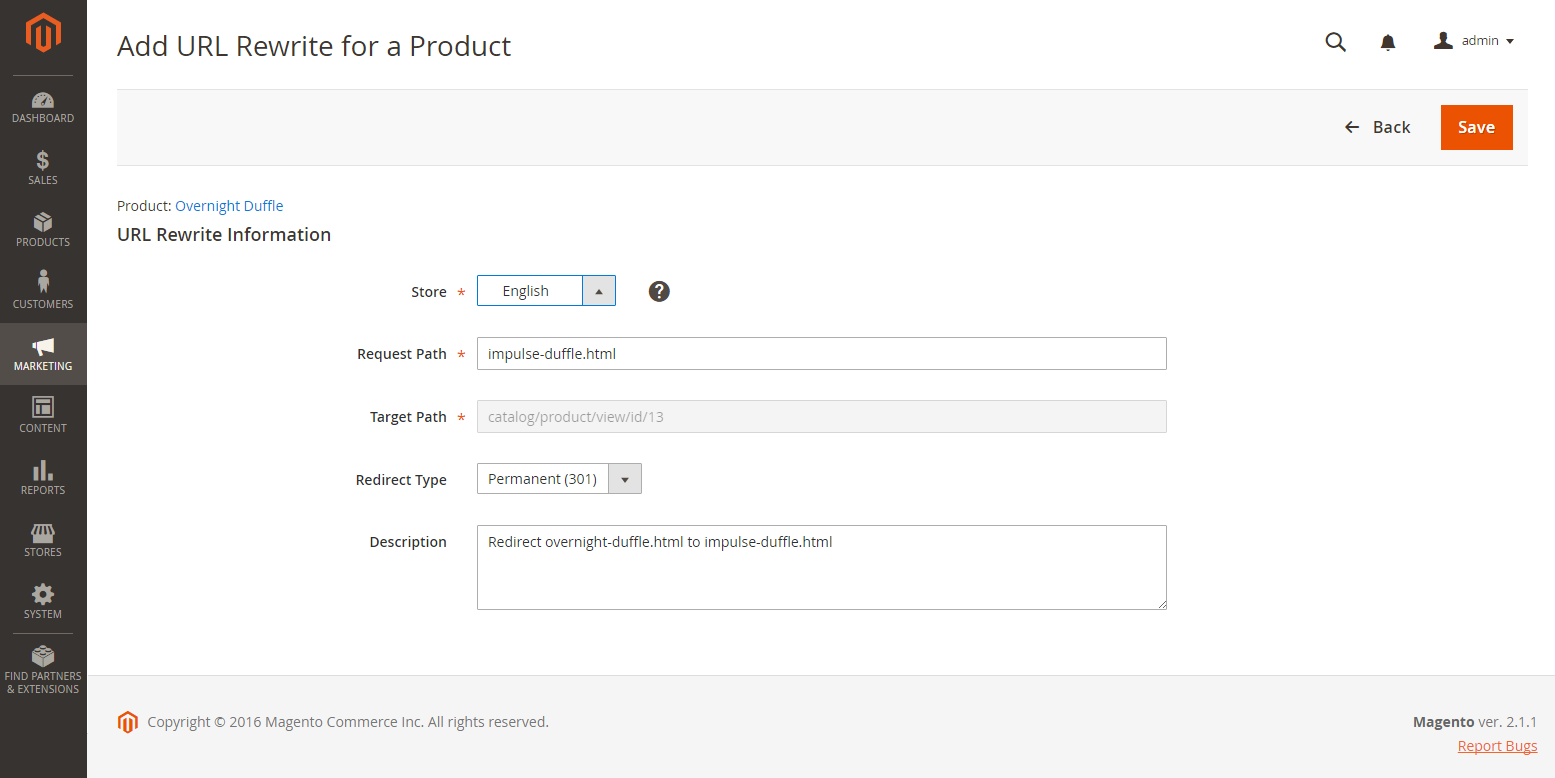 Add URL Rewrite for a Product
admin
DASHBOARD
SALES
PRODUCTS
CUSTOMERS
MARKETING
CONTENT
REPORTS
STORES
SYSTEM
FIND PARTNERS
& EXTENSIONS
Back
Save
Product: Overnight Duffle
URL Rewrite Information
Store * English ?
Request Path * impulse-duffle.html
Target Path * catalog/product/view/id/13
Redirect Type Permanent (301)
Description Redirect overnight-duffle.html to impulse-duffle.html
Copyright © 2016 Magento Commerce Inc. All rights reserved.
Magento ver. 2.1.1
Report Bugs